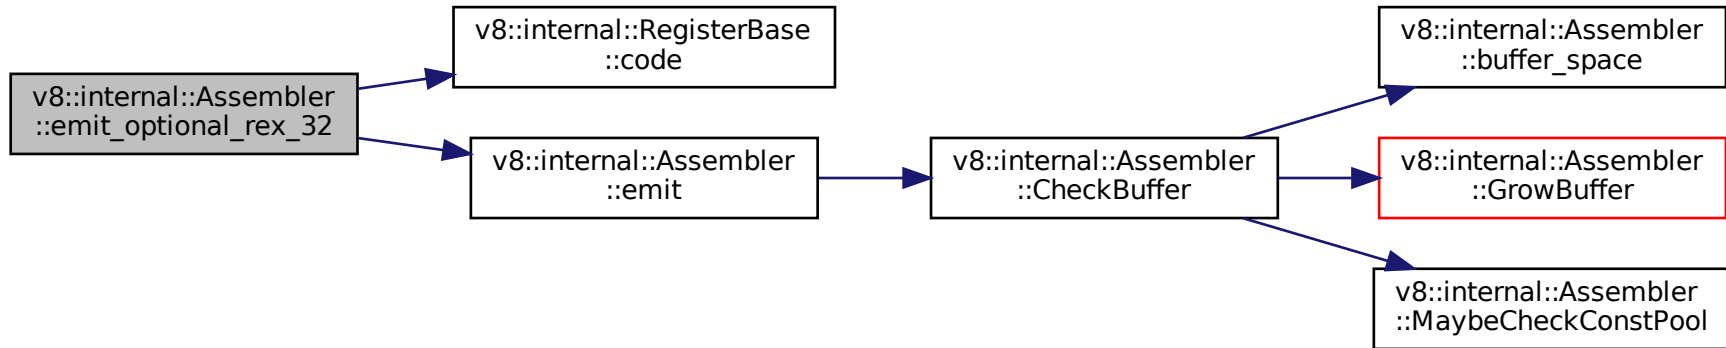 v8::internal::Assembler
::emit_optional_rex_32
v8::internal::RegisterBase
::code
v8::internal::Assembler
::emit
v8::internal::Assembler
::CheckBuffer
v8::internal::Assembler
::buffer_space
v8::internal::Assembler
::GrowBuffer
v8::internal::Assembler
::MaybeCheckConstPool